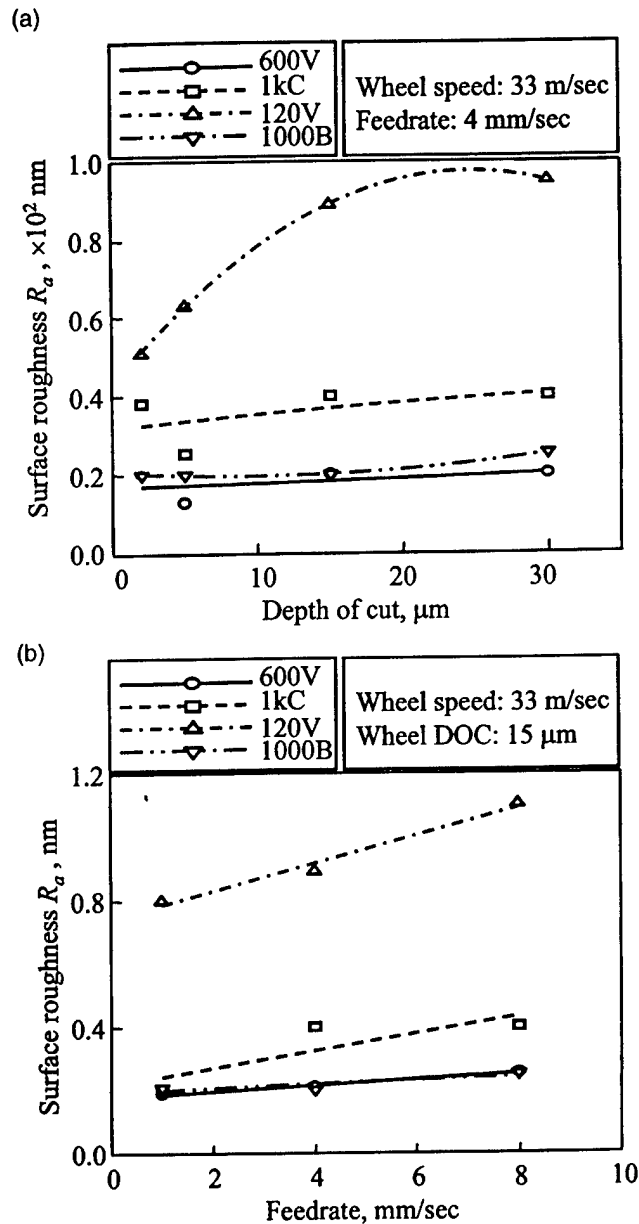 (a)
600V
1kC
120V
1000B
Wheel speed: 33 m/sec
Feedrate: 4 mm/sec
1.0
0.8
0.6
0.4
0.2
0.0
Surface roughness Rₐ, ×10² nm
0
10
20
30
Depth of cut, μm
(b)
600V
1kC
120V
1000B
Wheel speed: 33 m/sec
Wheel DOC: 15 μm
1.2
0.8
0.4
0.0
Surface roughness Rₐ, nm
0
2
4
6
8
10
Feedrate, mm/sec